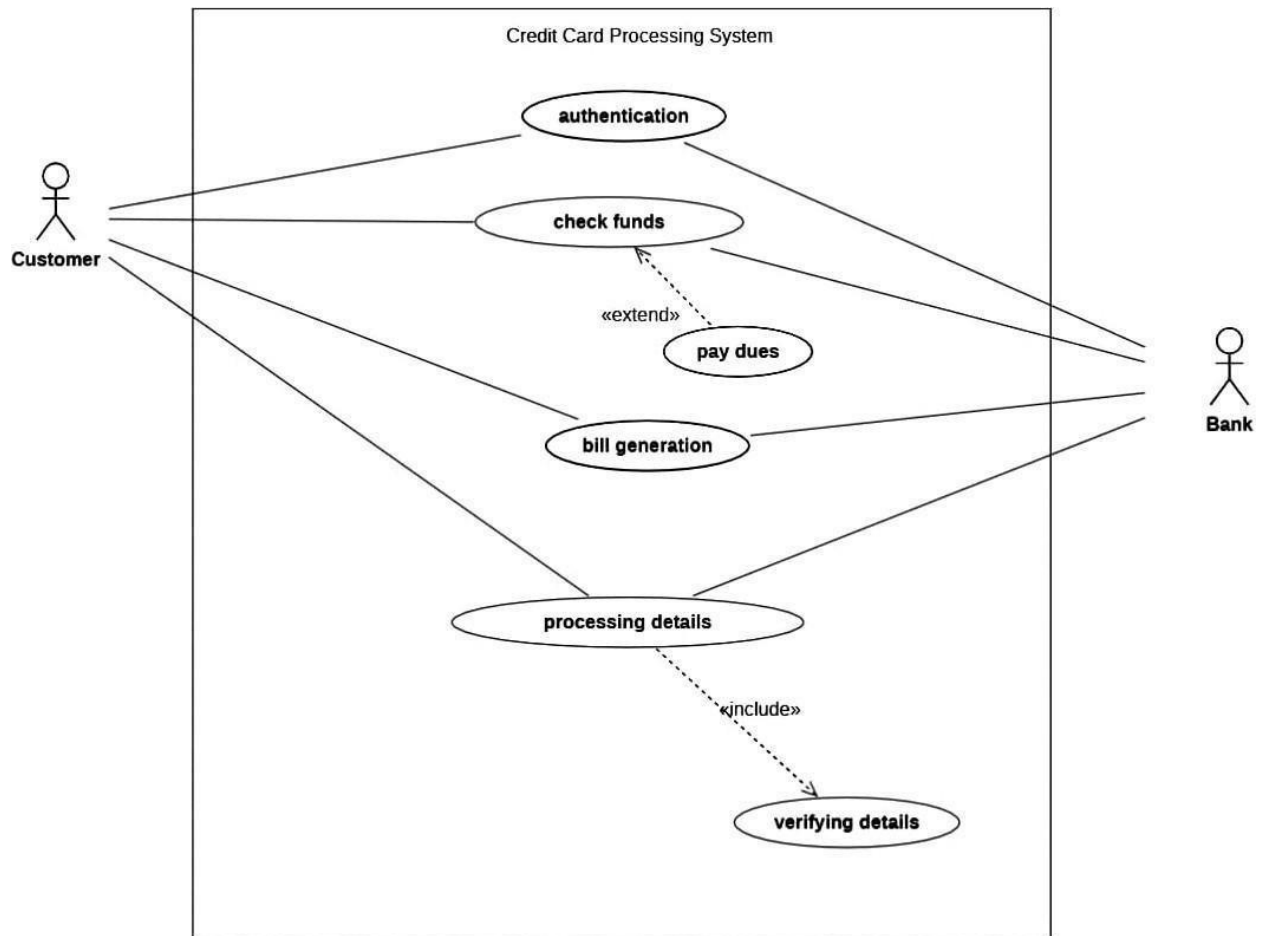 Credit Card Processing System
authentication
check funds
Customer
«extend»
pay dues
Bank
bill generation
processing details
«include»
verifying details